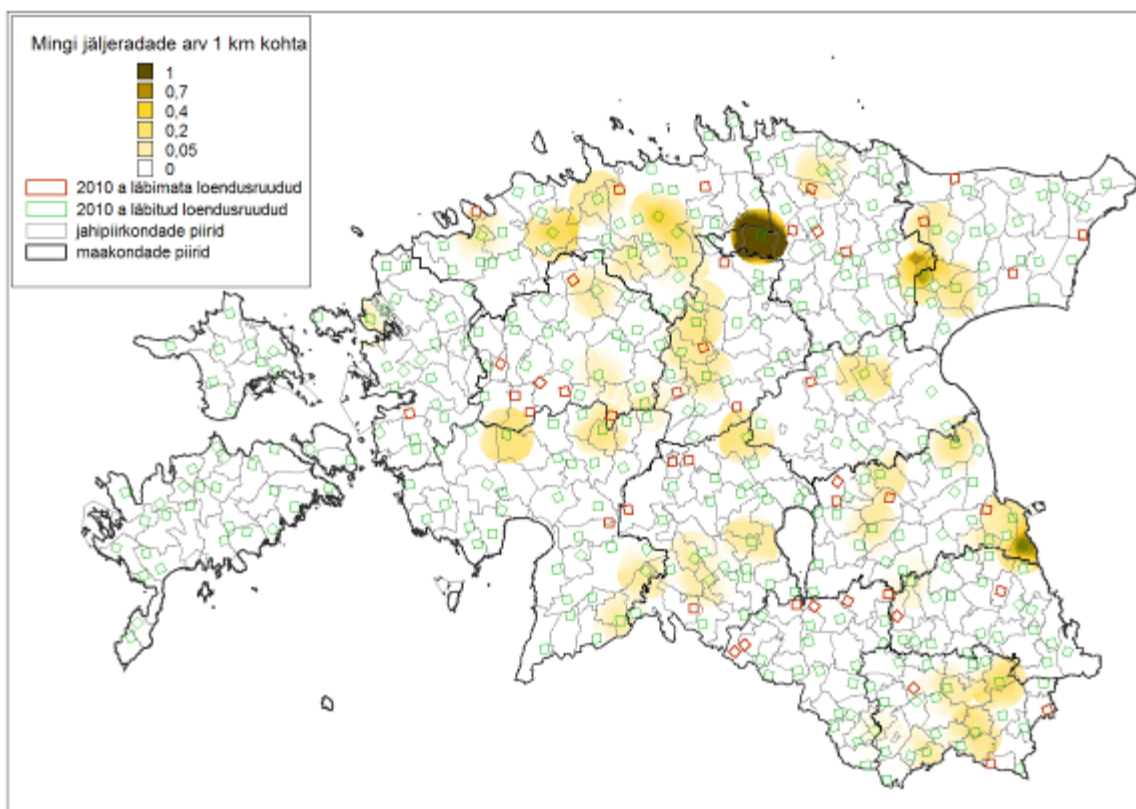 Mingi jäljeradade arv 1 km kohta
1
0,7
0,4
0,2
0,05
0
2010 a läbimata loendusruudud
2010 a läbitud loendusruudud
jahipiirkondade piirid
maakondade piirid